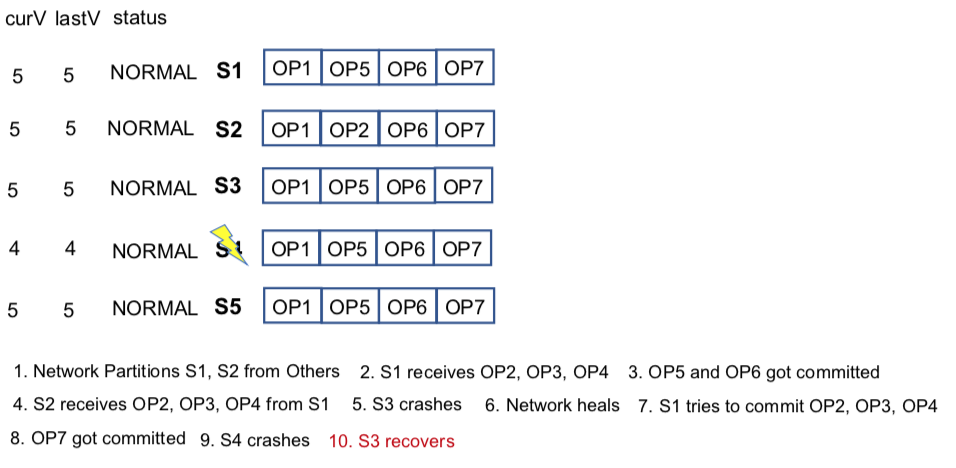 curV lastV status
5 5 NORMAL S1 OP1 OP5 OP6 OP7
5 5 NORMAL S2 OP1 OP2 OP6 OP7
5 5 NORMAL S3 OP1 OP5 OP6 OP7
4 4 NORMAL S4 OP1 OP5 OP6 OP7
5 5 NORMAL S5 OP1 OP5 OP6 OP7
1. Network Partitions S1, S2 from Others 2. S1 receives OP2, OP3, OP4 3. OP5 and OP6 got committed
4. S2 receives OP2, OP3, OP4 from S1 5. S3 crashes 6. Network heals 7. S1 tries to commit OP2, OP3, OP4
8. OP7 got committed 9. S4 crashes 10. S3 recovers